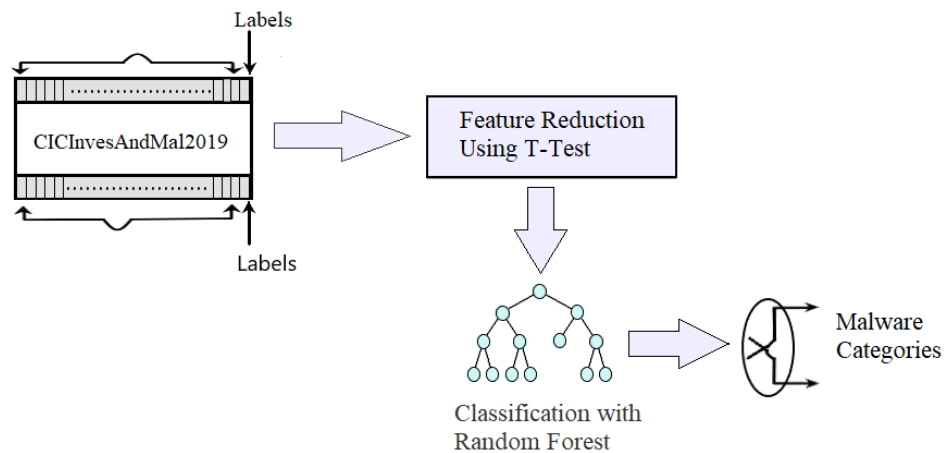 Labels
CICInvesAndMal2019
Labels
Feature Reduction
Using T-Test
Classification with
Random Forest
Malware
Categories